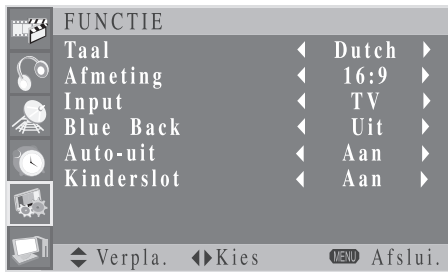 FUNCTIE
Taal Dutch
Afmeting 16:9
Input TV
Blue Back Uit
Auto-uit Aan
Kinderslot Aan
Verpla. Kies MENU Afslui.